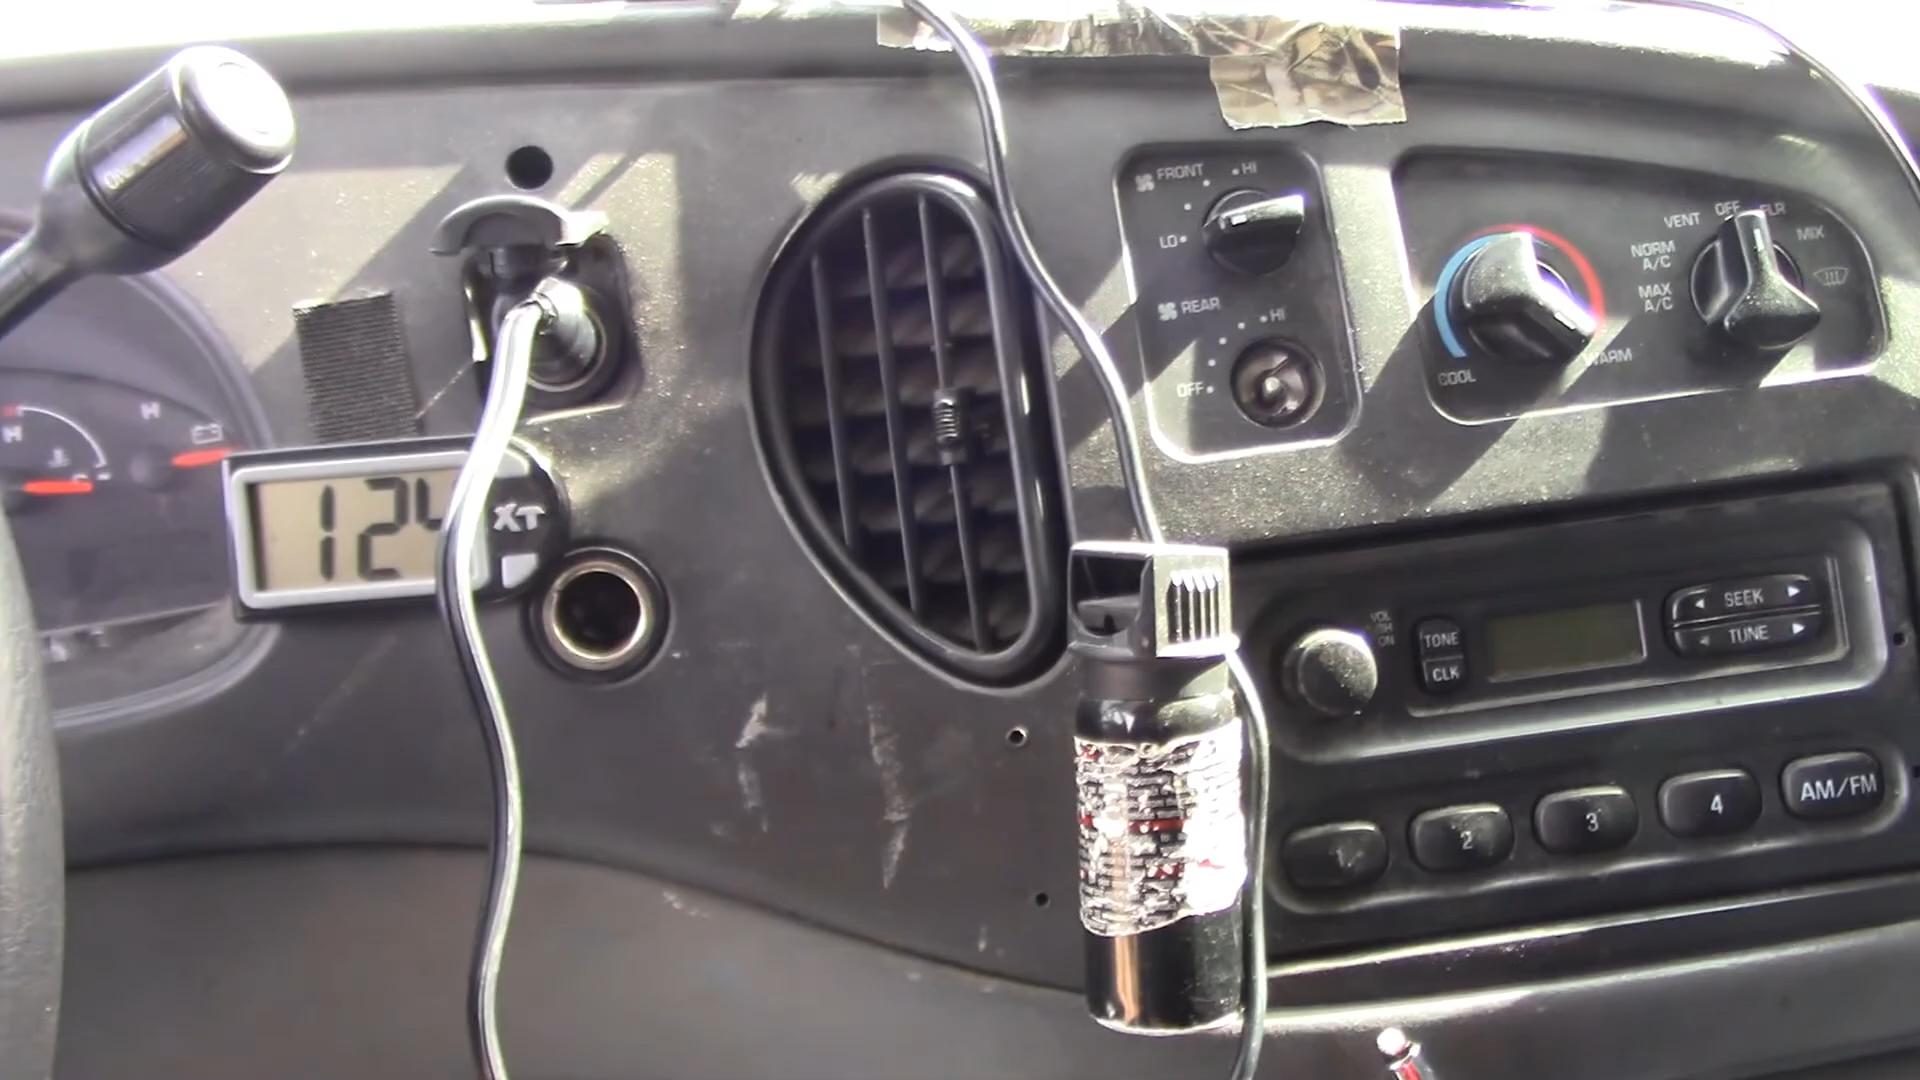 FRONT
HI
LO
REAR
HI
OFF
COOL
WARM
VENT
OFF
FLR
MIX
NORM
A/C
MAX
A/C
H
H
124
XT
VOL
TONE
CLK
SEEK
TUNE
1
2
3
4
AM/FM